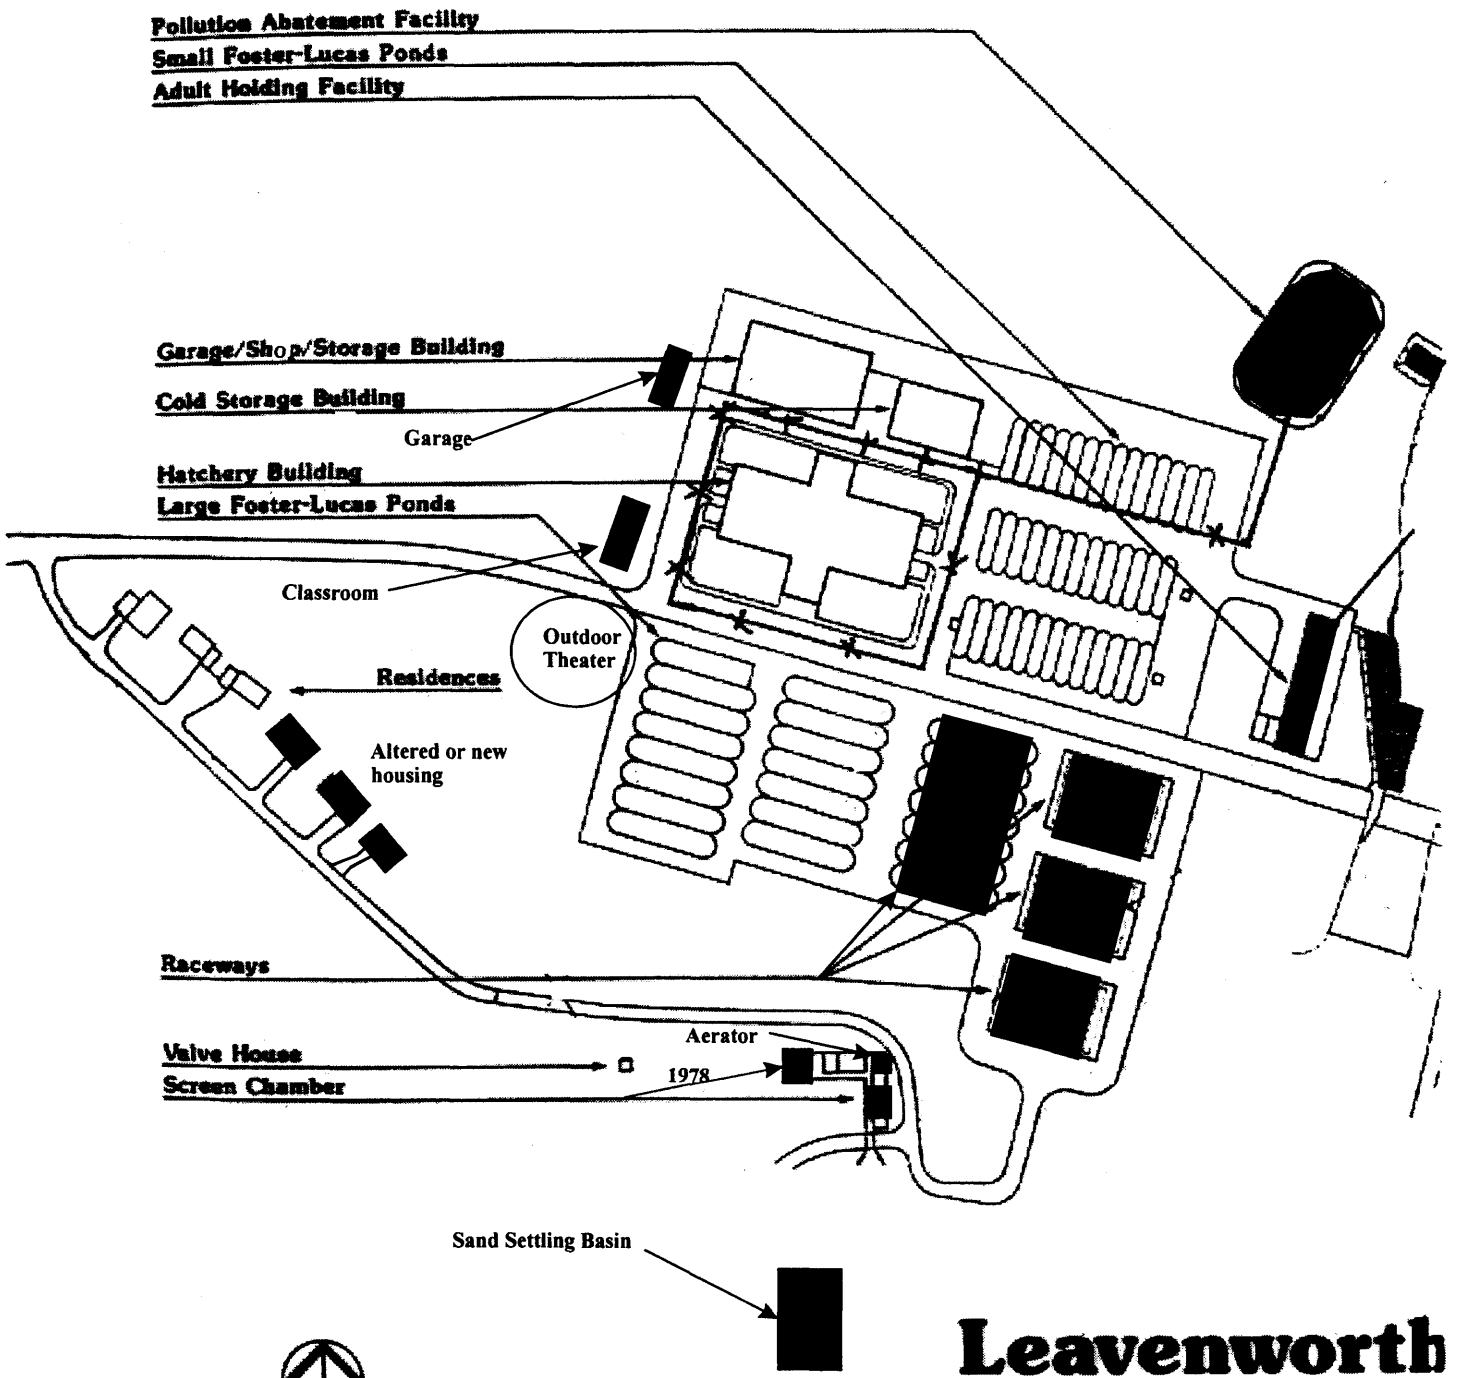 Pollution Abatement Facility
Small Foster-Lucas Ponds
Adult Holding Facility
Garage/Shop/Storage Building
Cold Storage Building
Garage
Hatchery Building
Large Foster-Lucas Ponds
Classroom
Outdoor
Theater
Residences
Altered or new
housing
Raceways
Aerator
Valve House
1978
Screen Chamber
Sand Settling Basin
Leavenworth